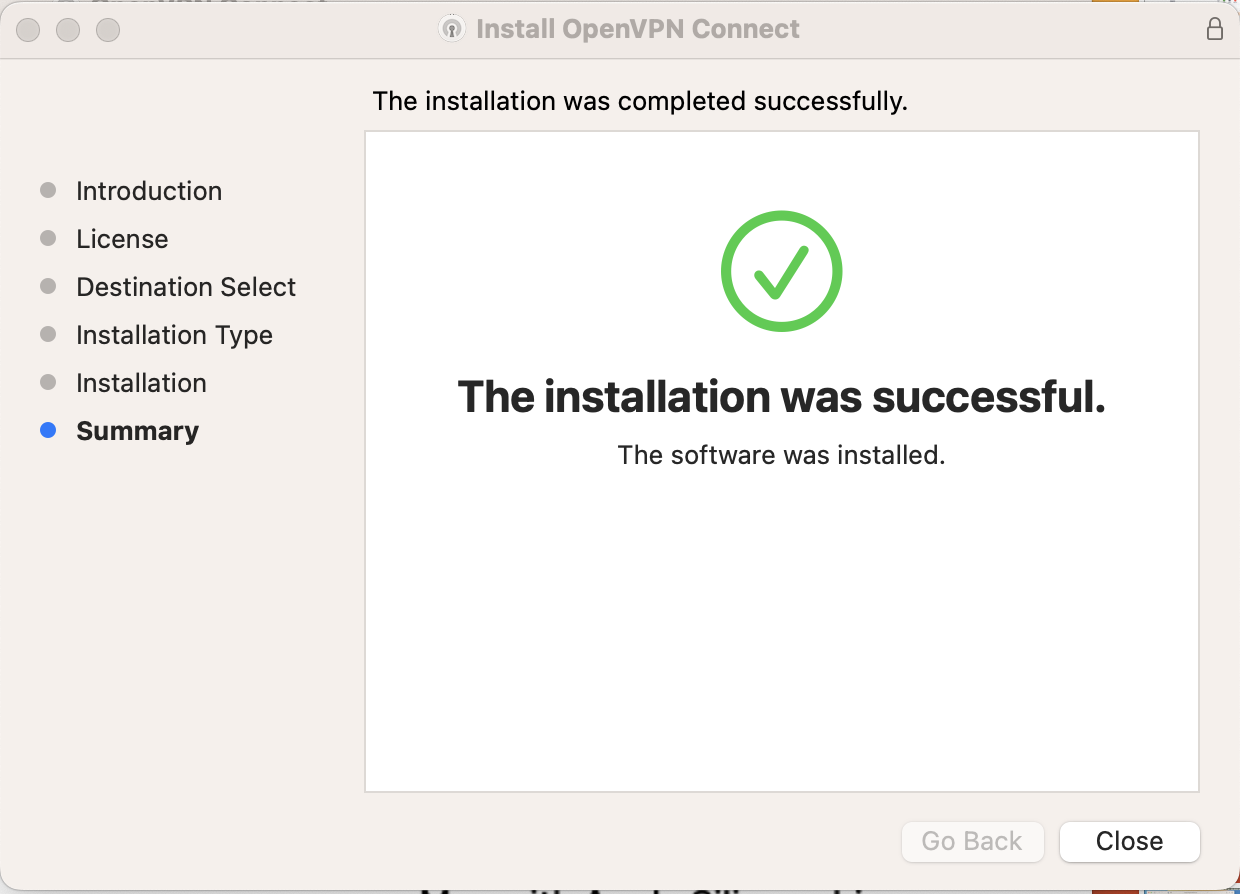 Install OpenVPN Connect
The installation was completed successfully.
Introduction
License
Destination Select
Installation Type
Installation
Summary
The installation was successful.
The software was installed.
Go Back
Close